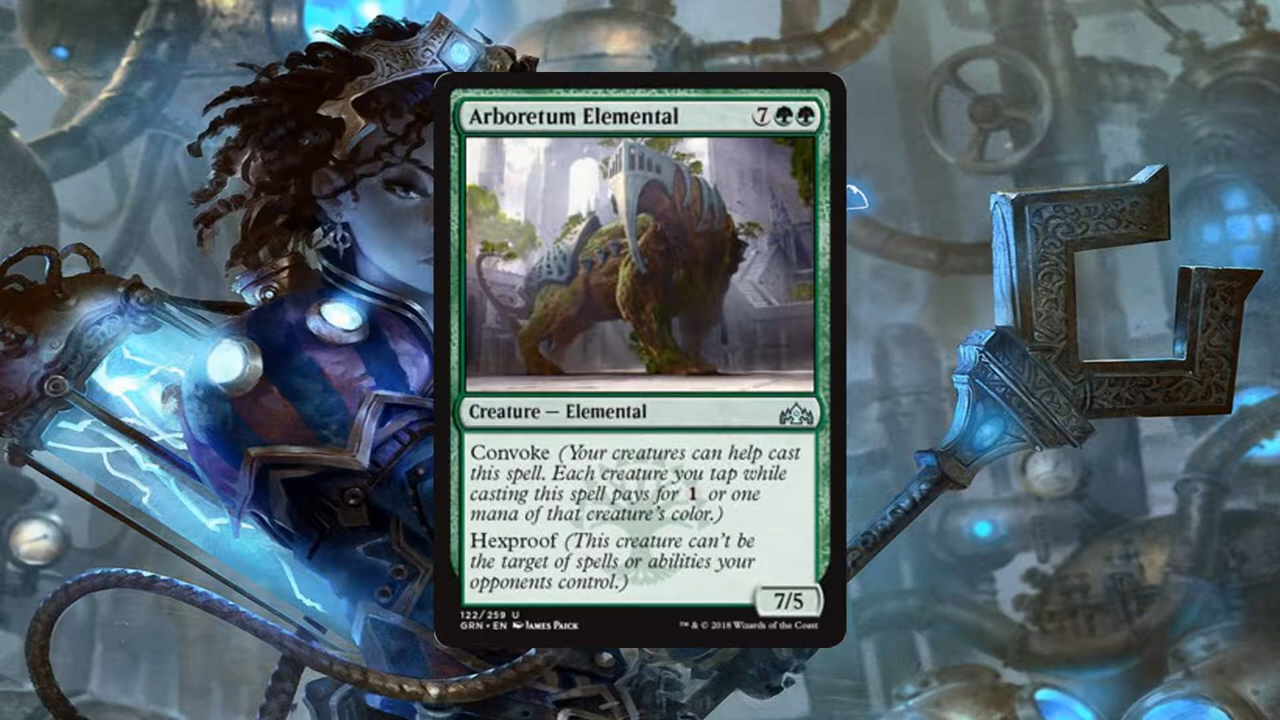 Arboretum Elemental 7
Creature — Elemental
Convoke (Your creatures can help cast
this spell. Each creature you tap while
casting this spell pays for 1 or one
mana of that creature's color.)
Hexproof (This creature can't be
the target of spells or abilities your
opponents control.)
7/5
122/259 U
GRN • EN James Paick
™ & © 2018 Wizards of the Coast